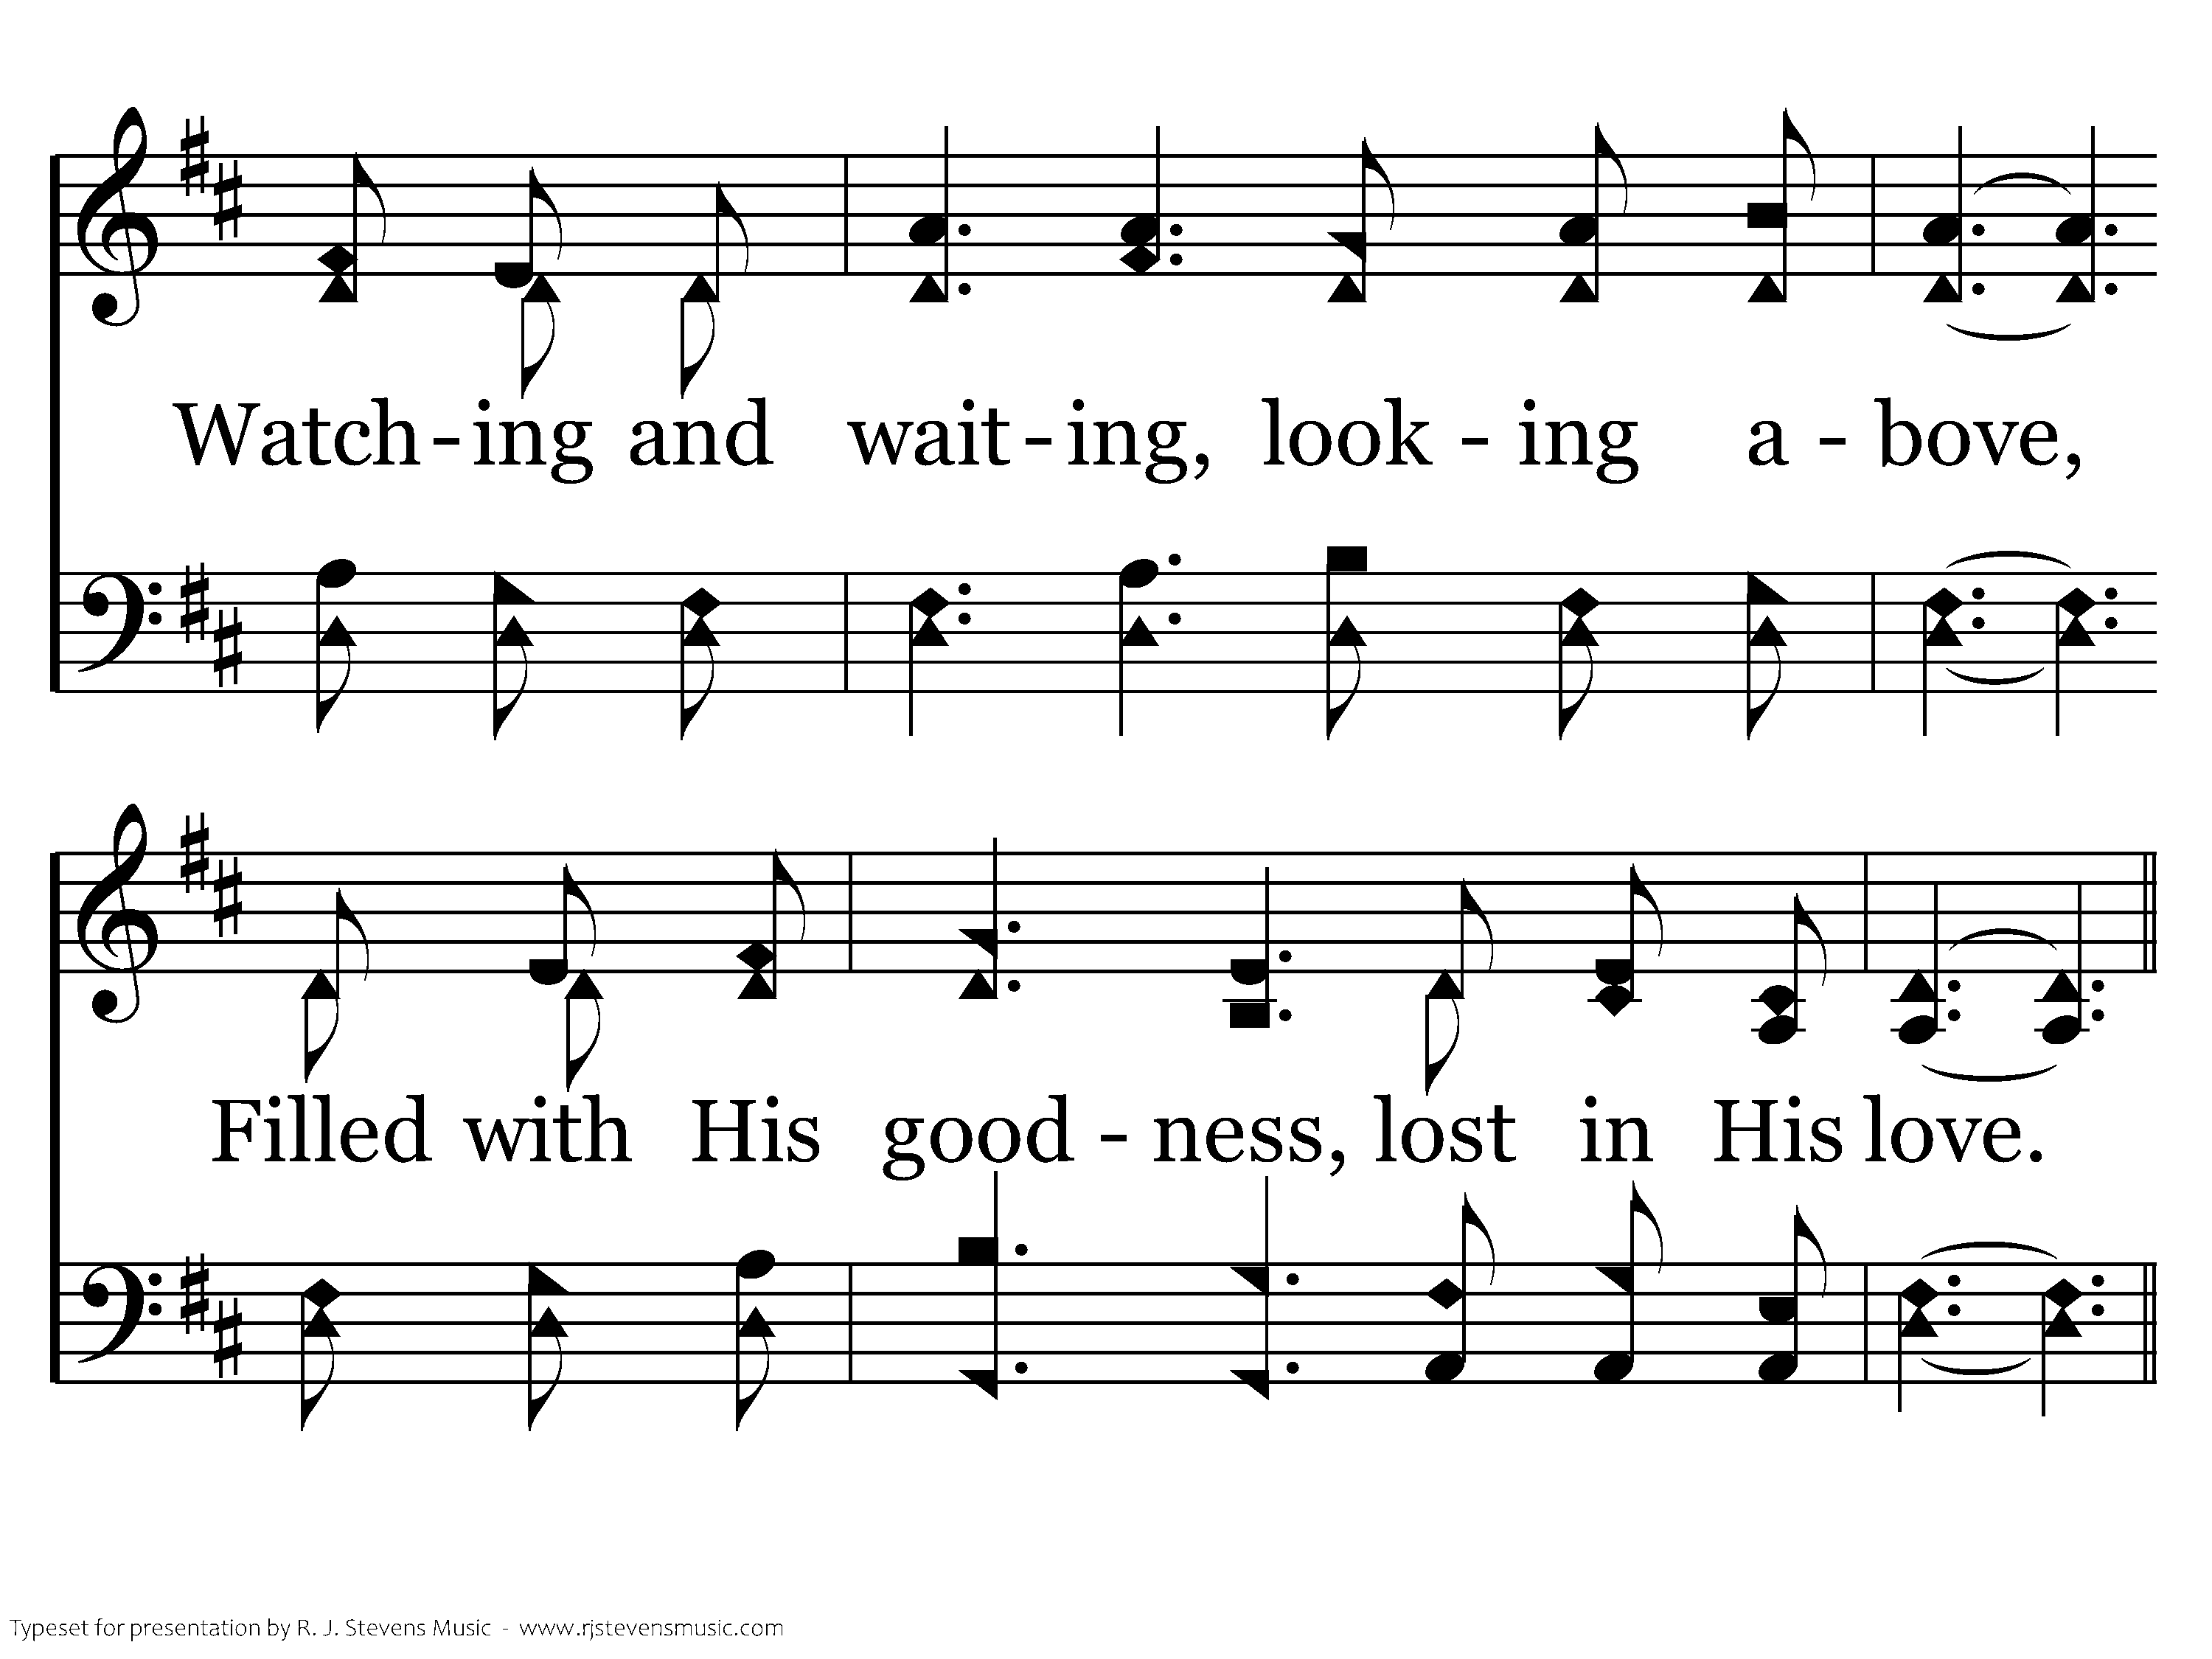 Watch-ing and wait-ing, look - ing a - bove,
Filled with His good - ness, lost in His love.
Typeset for presentation by R. J. Stevens Music - www.rjstevensmusic.com